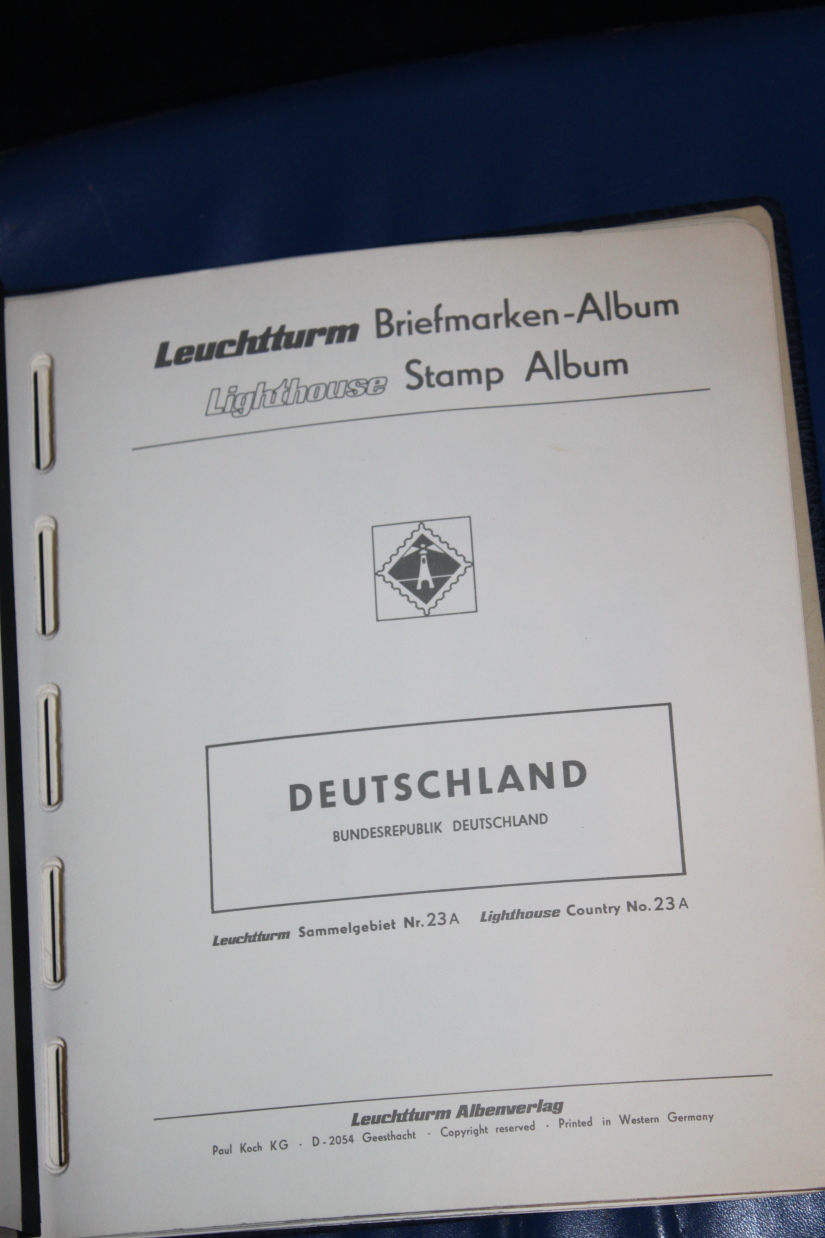 Leuchtturm Briefmarken-Album
Lighthouse Stamp Album
DEUTSCHLAND
BUNDESREPUBLIK DEUTSCHLAND
Leuchtturm Sammelgebiet Nr. 23 A Lighthouse Country No. 23 A
Leuchtturm Albenverlag
Paul Koch KG · D-2054 Geesthacht · Copyright reserved · Printed in Western Germany